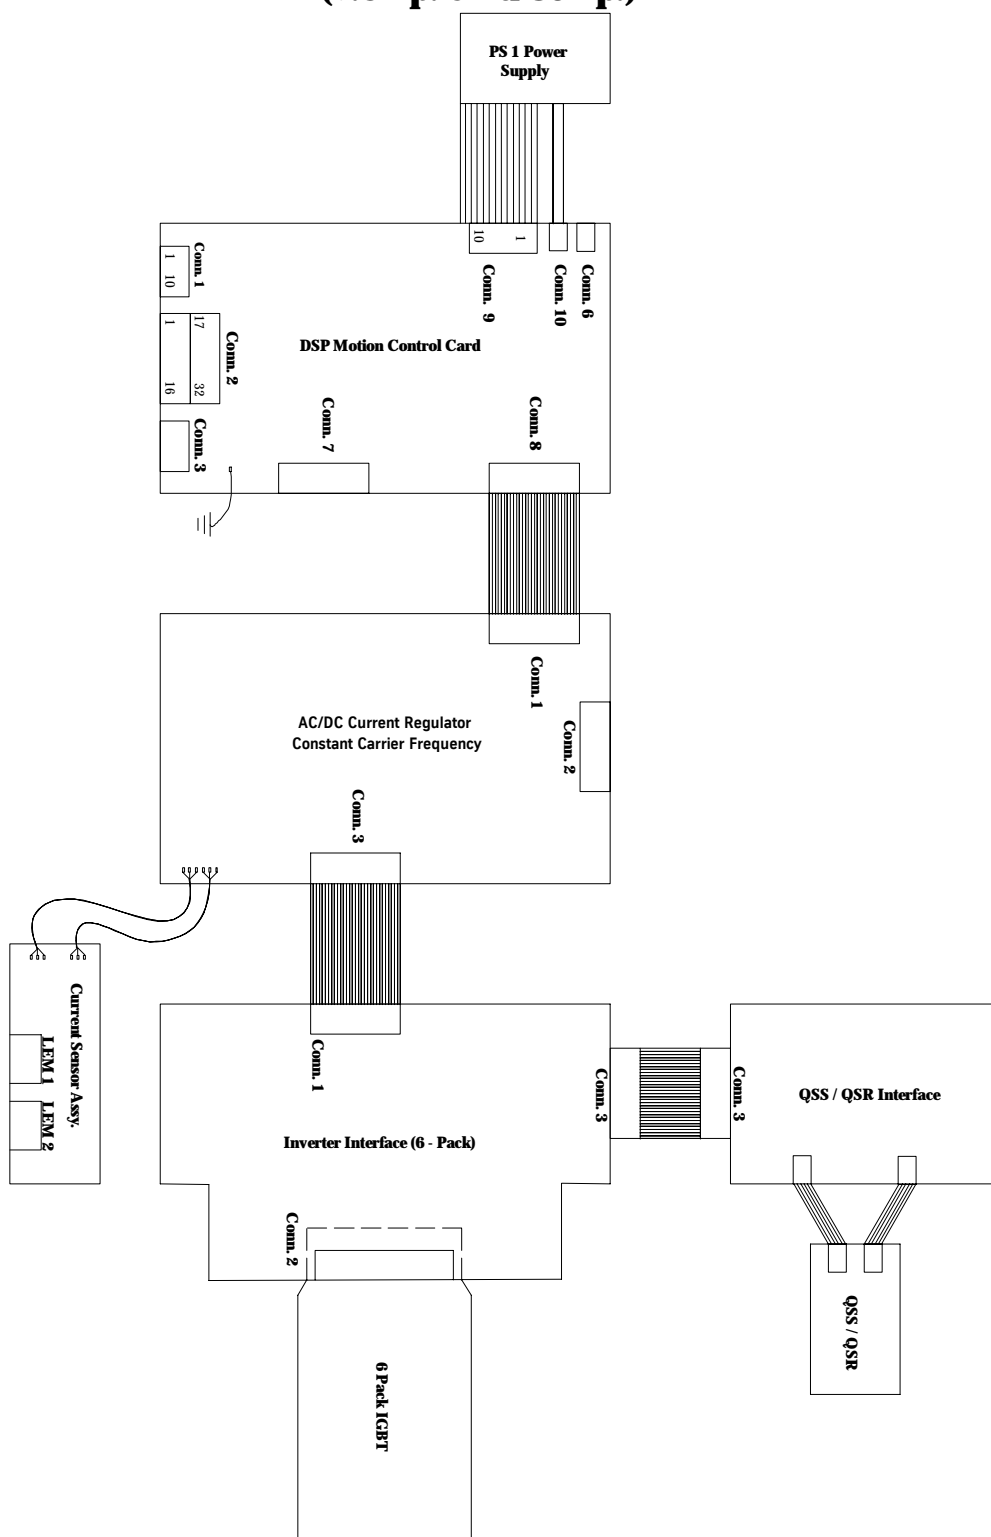 PS 1 Power
Supply
10
1
Conn. 9
Conn. 10
Conn. 6
Conn. 1
1
10
Conn. 2
17
32
1
16
DSP Motion Control Card
Conn. 3
Conn. 7
Conn. 8
Conn. 1
Conn. 2
AC/DC Current Regulator
Constant Carrier Frequency
Conn. 3
Current Sensor Assy.
LEM 1
LEM 2
Conn. 1
Conn. 3
Conn. 3
QSS / QSR Interface
Inverter Interface (6 - Pack)
Conn. 2
QSS / QSR
6 Pack IGBT